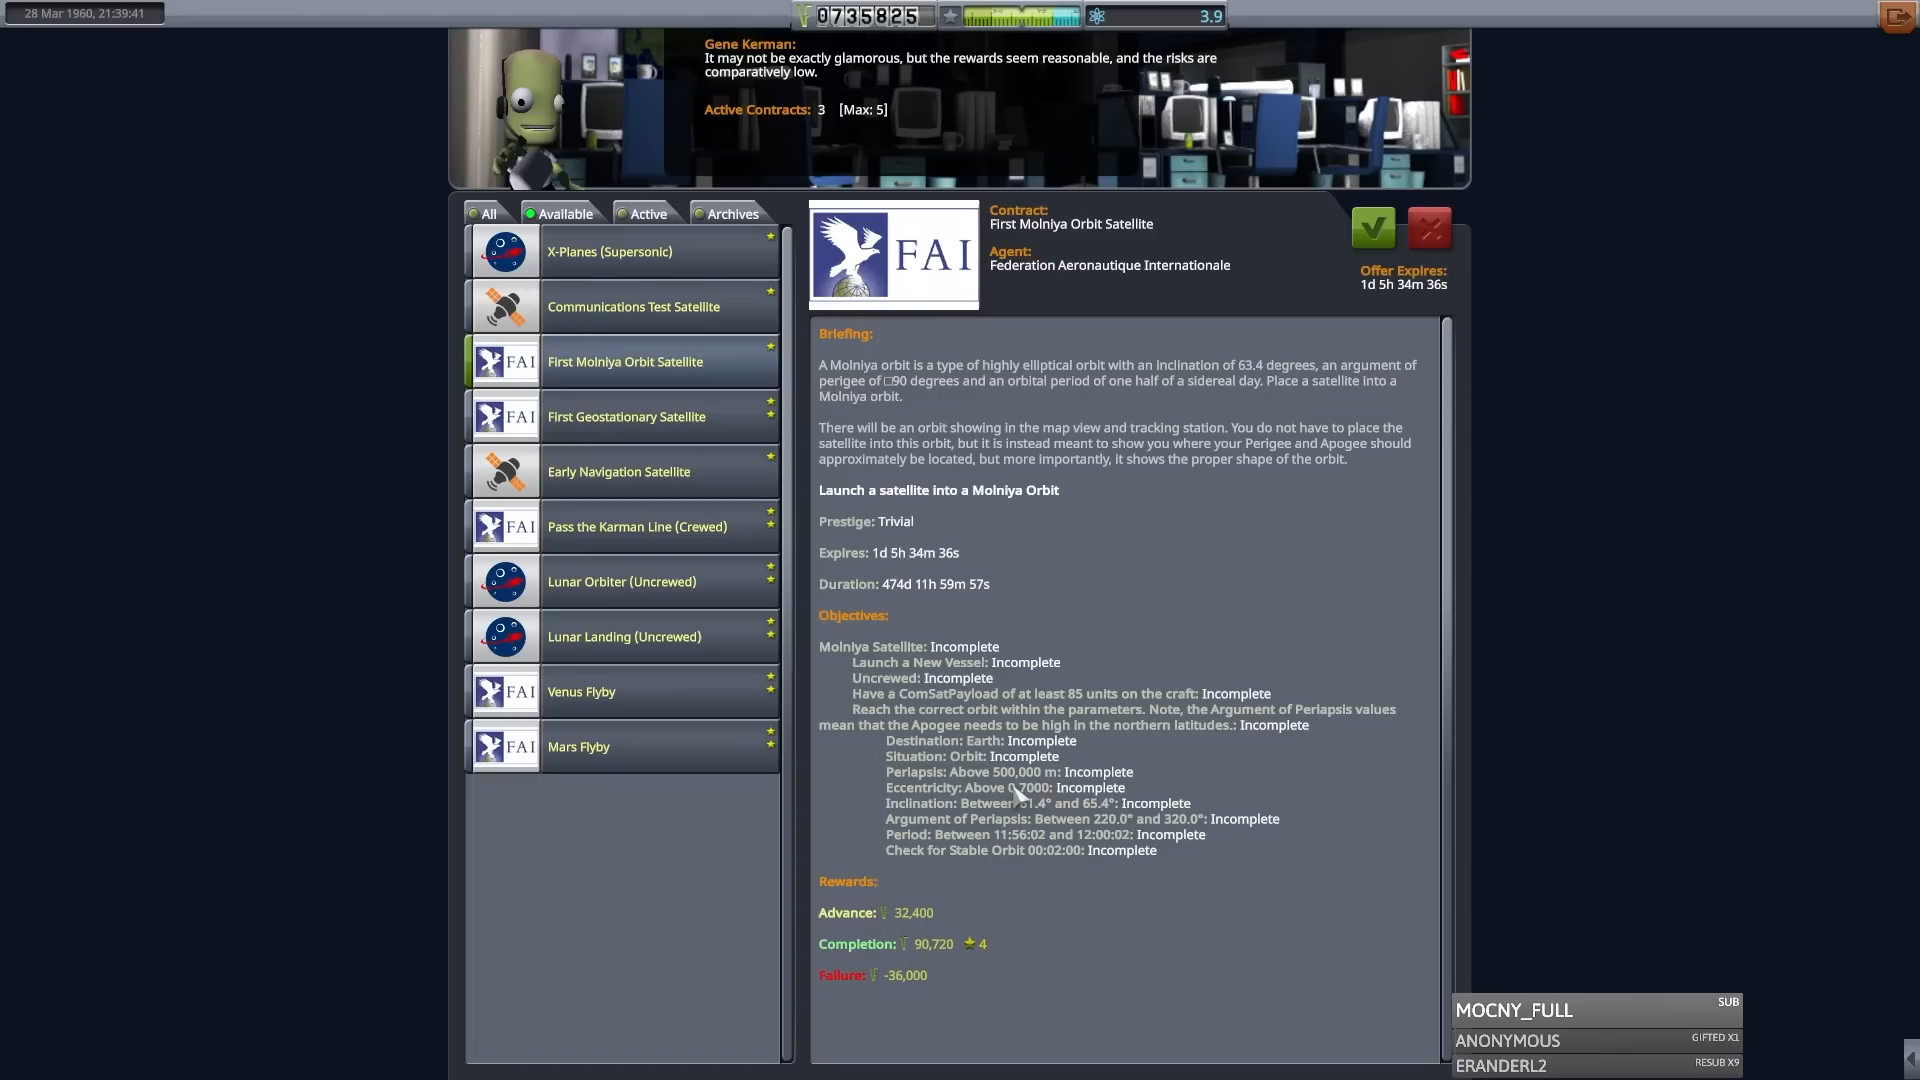 28 Mar 1960, 21:39:41
0735825
3.9
Gene Kerman:
It may not be exactly glamorous, but the rewards seem reasonable, and the risks are
comparatively low.
Active Contracts: 3 [Max: 5]
All
Available
Active
Archives
X-Planes (Supersonic)
Communications Test Satellite
FAI
First Molniya Orbit Satellite
FAI
First Geostationary Satellite
Early Navigation Satellite
FAI
Pass the Karman Line (Crewed)
Lunar Orbiter (Uncrewed)
Lunar Landing (Uncrewed)
FAI
Venus Flyby
FAI
Mars Flyby
FAI
Contract:
First Molniya Orbit Satellite
Agent:
Federation Aeronautique Internationale
Offer Expires:
1d 5h 34m 36s
Briefing:
A Molniya orbit is a type of highly elliptical orbit with an inclination of 63.4 degrees, an argument of
perigee of □90 degrees and an orbital period of one half of a sidereal day. Place a satellite into a
Molniya orbit.
There will be an orbit showing in the map view and tracking station. You do not have to place the
satellite into this orbit, but it is instead meant to show you where your Perigee and Apogee should
approximately be located, but more importantly, it shows the proper shape of the orbit.
Launch a satellite into a Molniya Orbit
Prestige: Trivial
Expires: 1d 5h 34m 36s
Duration: 474d 11h 59m 57s
Objectives:
Molniya Satellite: Incomplete
Launch a New Vessel: Incomplete
Uncrewed: Incomplete
Have a ComSatPayload of at least 85 units on the craft: Incomplete
Reach the correct orbit within the parameters. Note, the Argument of Periapsis values
mean that the Apogee needs to be high in the northern latitudes.: Incomplete
Destination: Earth: Incomplete
Situation: Orbit: Incomplete
Periapsis: Above 500,000 m: Incomplete
Eccentricity: Above 0.7000: Incomplete
Inclination: Between 61.4° and 65.4°: Incomplete
Argument of Periapsis: Between 220.0° and 320.0°: Incomplete
Period: Between 11:56:02 and 12:00:02: Incomplete
Check for Stable Orbit 00:02:00: Incomplete
Rewards:
Advance: 32,400
Completion: 90,720 4
Failure: -36,000
MOCNY_FULL SUB
ANONYMOUS GIFTED X1
ERANDERL2 RESUB X9